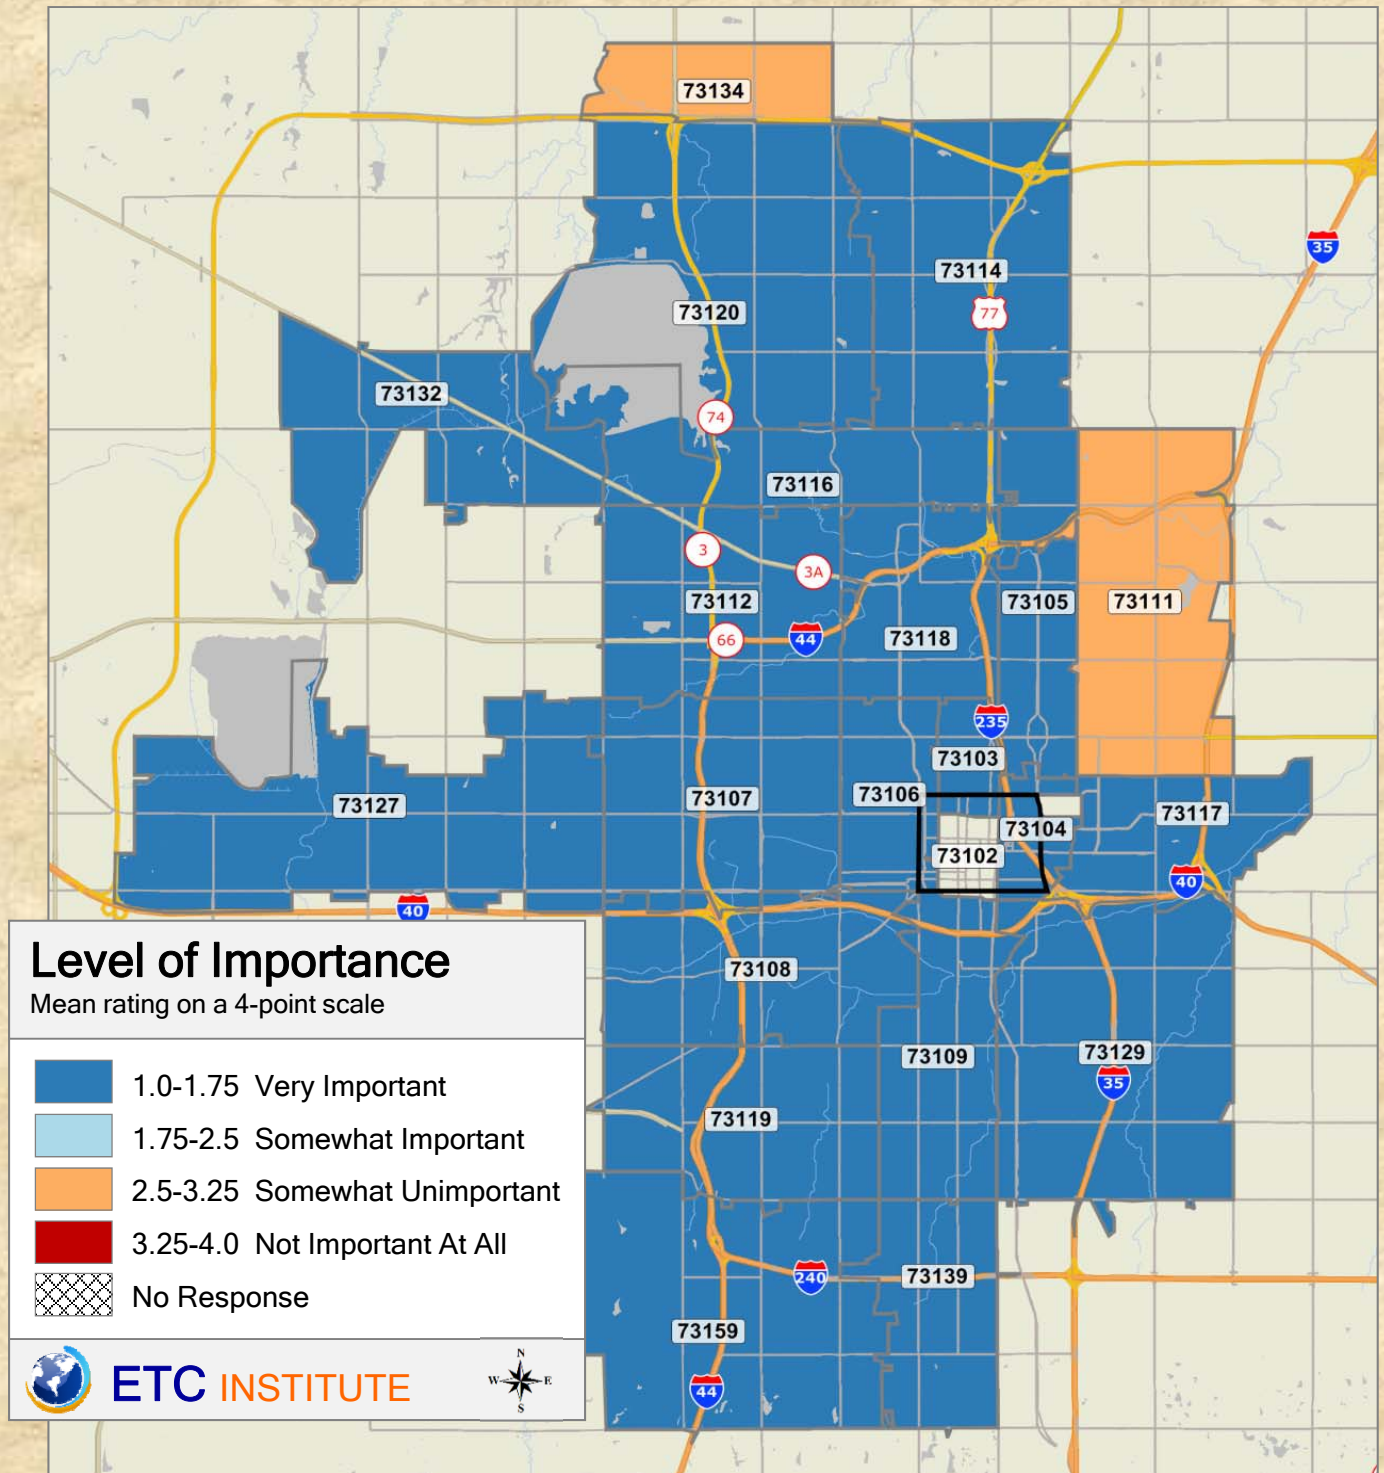 73134
35
73114
77
73120
73132
74
73116
3
3A
73112
73105
73111
66
44
73118
235
73103
73106
73107
73127
73117
73104
73102
40
40
73108
73109
73129
35
73119
240
73139
73159
44
Level of Importance
Mean rating on a 4-point scale
1.0-1.75 Very Important
1.75-2.5 Somewhat Important
2.5-3.25 Somewhat Unimportant
3.25-4.0 Not Important At All
No Response
ETC INSTITUTE
N
W E
S